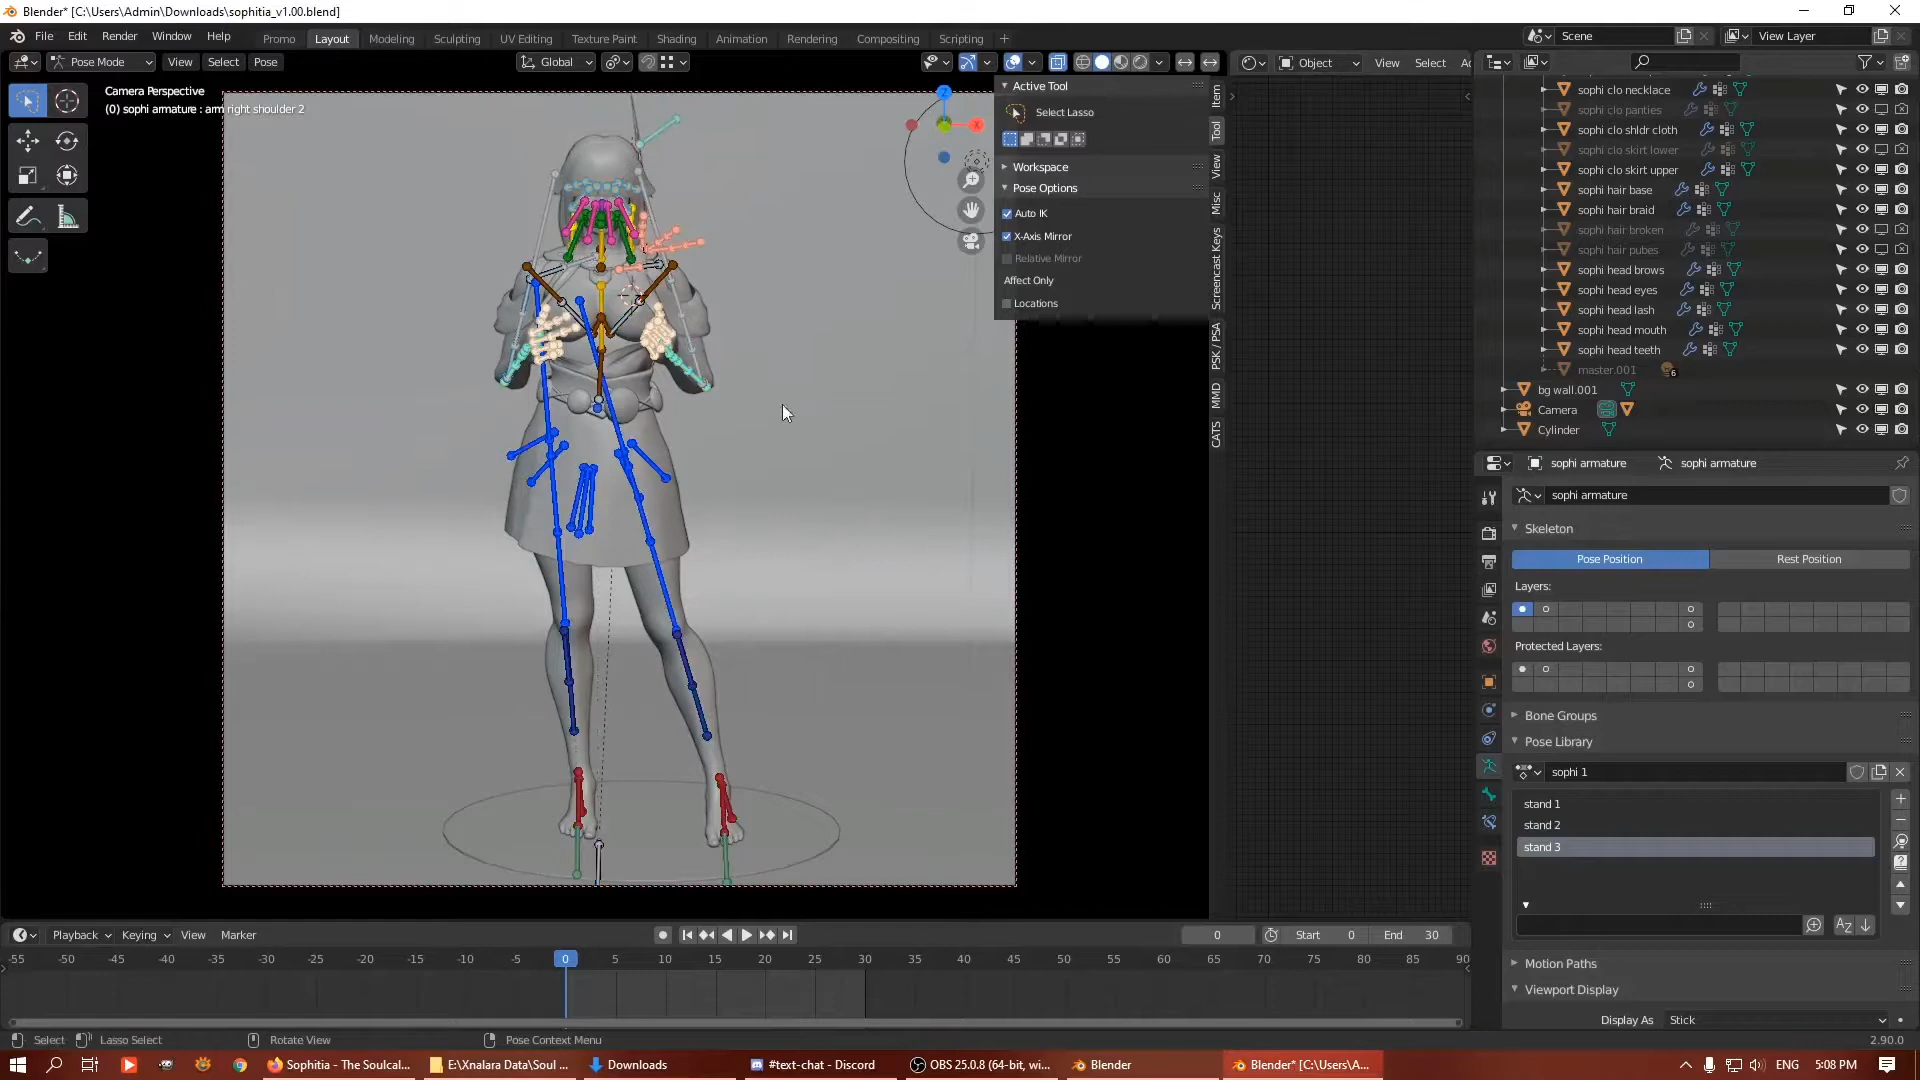 Blender* [C:\Users\Admin\Downloads\sophitia_v1.00.blend]
File Edit Render Window Help
Promo Layout Modeling Sculpting UV Editing Texture Paint Shading Animation Rendering Compositing Scripting +
Scene
View Layer
Pose Mode View Select Pose
Global
Object View Select
Camera Perspective
(0) sophi armature : arm right shoulder 2
Z
X
Active Tool
Select Lasso
Workspace
Pose Options
Auto IK
X-Axis Mirror
Relative Mirror
Affect Only
Locations
Item
Tool
View
Misc
Screencast Keys
PSK / PSA
MMD
CATS
sophi clo necklace
sophi clo panties
sophi clo shldr cloth
sophi clo skirt lower
sophi clo skirt upper
sophi hair base
sophi hair braid
sophi hair broken
sophi hair pubes
sophi head brows
sophi head eyes
sophi head lash
sophi head mouth
sophi head teeth
master.001
6
bg wall.001
Camera
Cylinder
sophi armature
sophi armature
sophi armature
Skeleton
Pose Position
Rest Position
Layers:
Protected Layers:
Bone Groups
Pose Library
sophi 1
stand 1
stand 2
stand 3
Motion Paths
Viewport Display
Display As Stick
Playback Keying View Marker
0 Start 0 End 30
-55 -50 -45 -40 -35 -30 -25 -20 -15 -10 -5 0 5 10 15 20 25 30 35 40 45 50 55 60 65 70 75 80 85 90
Select Lasso Select Rotate View Pose Context Menu
2.90.0
Sophitia - The Soulcal...
E:\Xnalara Data\Soul ...
Downloads
#text-chat - Discord
OBS 25.0.8 (64-bit, wi...
Blender
Blender* [C:\Users\A...
ENG
5:08 PM